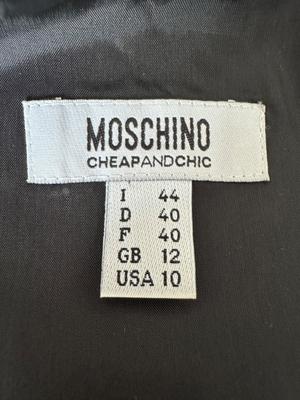 MOSCHINO
CHEAPANDCHIC
I 44
D 40
F 40
GB 12
USA 10